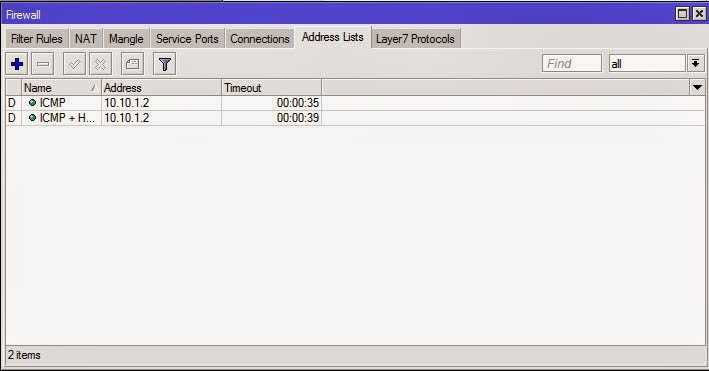 Firewall
Filter Rules NAT Mangle Service Ports Connections Address Lists Layer7 Protocols
Find all
Name Address Timeout
D ICMP 10.10.1.2 00:00:35
D ICMP + H... 10.10.1.2 00:00:39
2 items